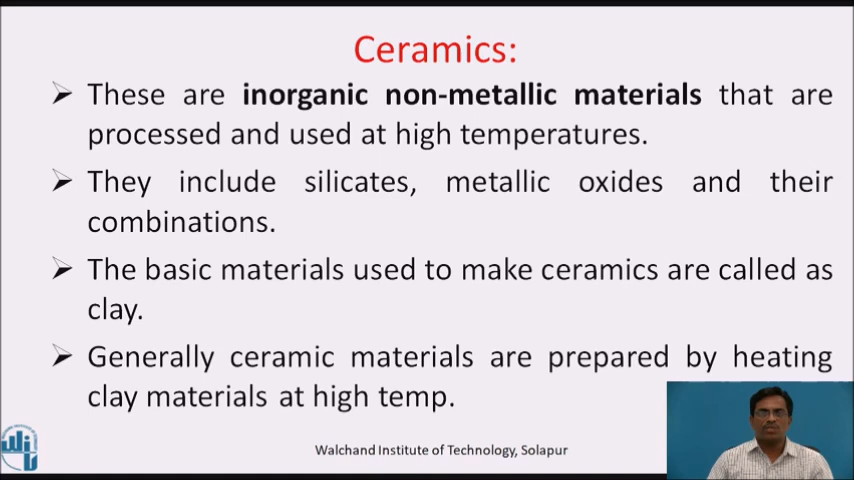 Ceramics:
➢ These are inorganic non-metallic materials that are
processed and used at high temperatures.
➢ They include silicates, metallic oxides and their
combinations.
➢ The basic materials used to make ceramics are called as
clay.
➢ Generally ceramic materials are prepared by heating
clay materials at high temp.
Walchand Institute of Technology, Solapur